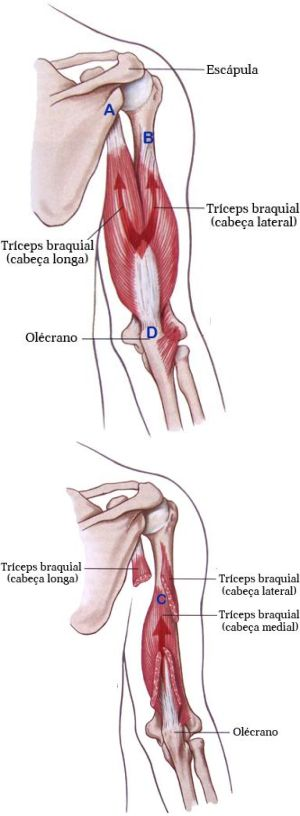 Escápula
A
B
Tríceps braquial
(cabeça lateral)
Tríceps braquial
(cabeça longa)
Olécrano
D
Tríceps braquial
(cabeça longa)
Tríceps braquial
(cabeça lateral)
C
Tríceps braquial
(cabeça medial)
Olécrano